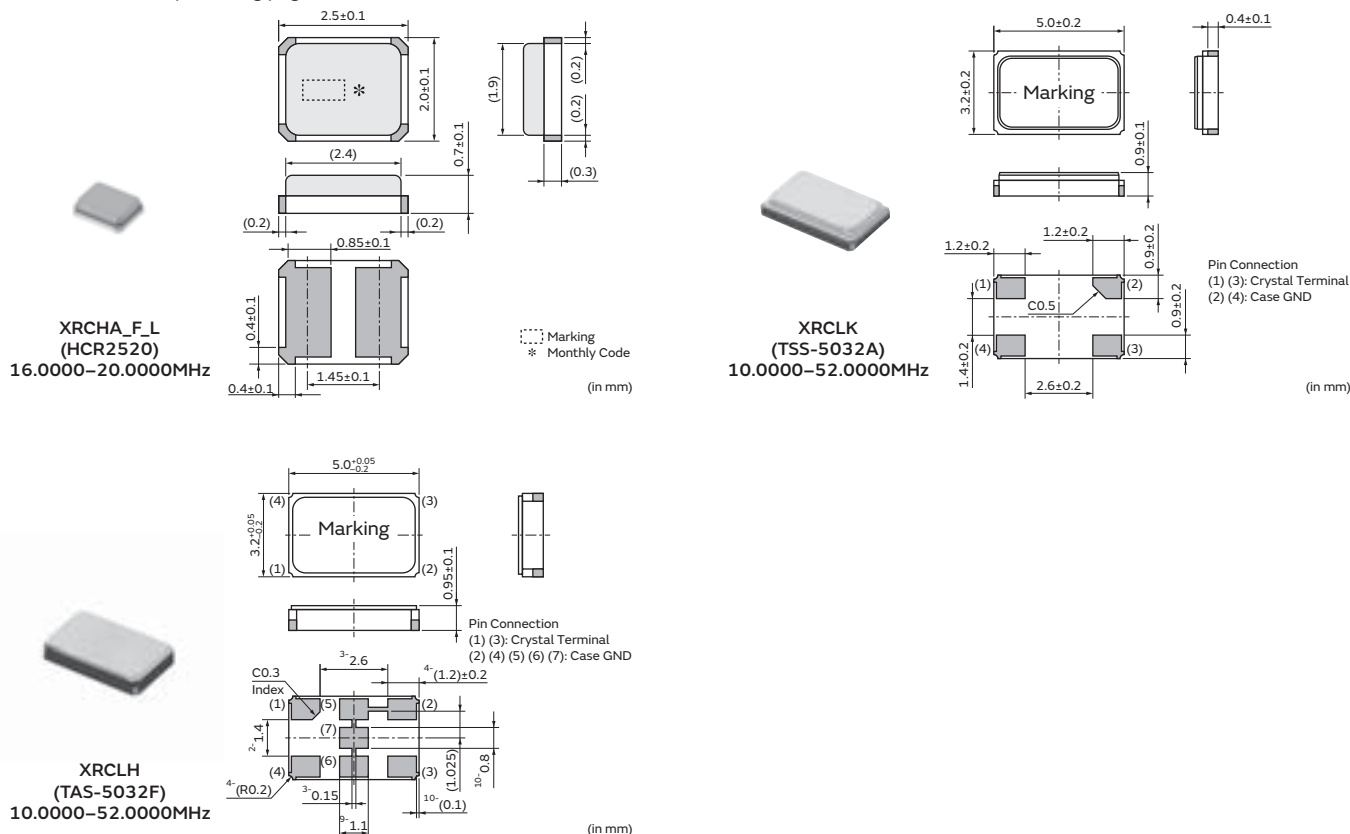 2.5±0.1
2.0±0.1
✻
(1.9)
(0.2)
(0.2)
(0.3)
(2.4)
0.7±0.1
(0.2)
(0.2)
0.85±0.1
0.4±0.1
0.4±0.1
1.45±0.1
XRCHA_F_L
(HCR2520)
16.0000–20.0000MHz
Marking
✻ Monthly Code
(in mm)
5.0±0.2
0.4±0.1
3.2±0.2
Marking
0.9±0.1
1.2±0.2
1.2±0.2
0.9±0.2
(1)
(2)
C0.5
0.9±0.2
(4)
(3)
1.4±0.2
2.6±0.2
Pin Connection
(1) (3): Crystal Terminal
(2) (4): Case GND
XRCLK
(TSS-5032A)
10.0000–52.0000MHz
(in mm)
5.0+0.05 −0.2
(4)
(3)
3.2+0.05 −0.2
Marking
(1)
(2)
0.95±0.1
Pin Connection
(1) (3): Crystal Terminal
(2) (4) (5) (6) (7): Case GND
3- 2.6
4- (1.2)±0.2
C0.3
Index
(1)
(5)
(2)
2- 1.4
(7)
(4)
(6)
(3)
(1.025)
10- 0.8
4- (R0.2)
3- 0.15
10- (0.1)
9- 1.1
XRCLH
(TAS-5032F)
10.0000–52.0000MHz
(in mm)